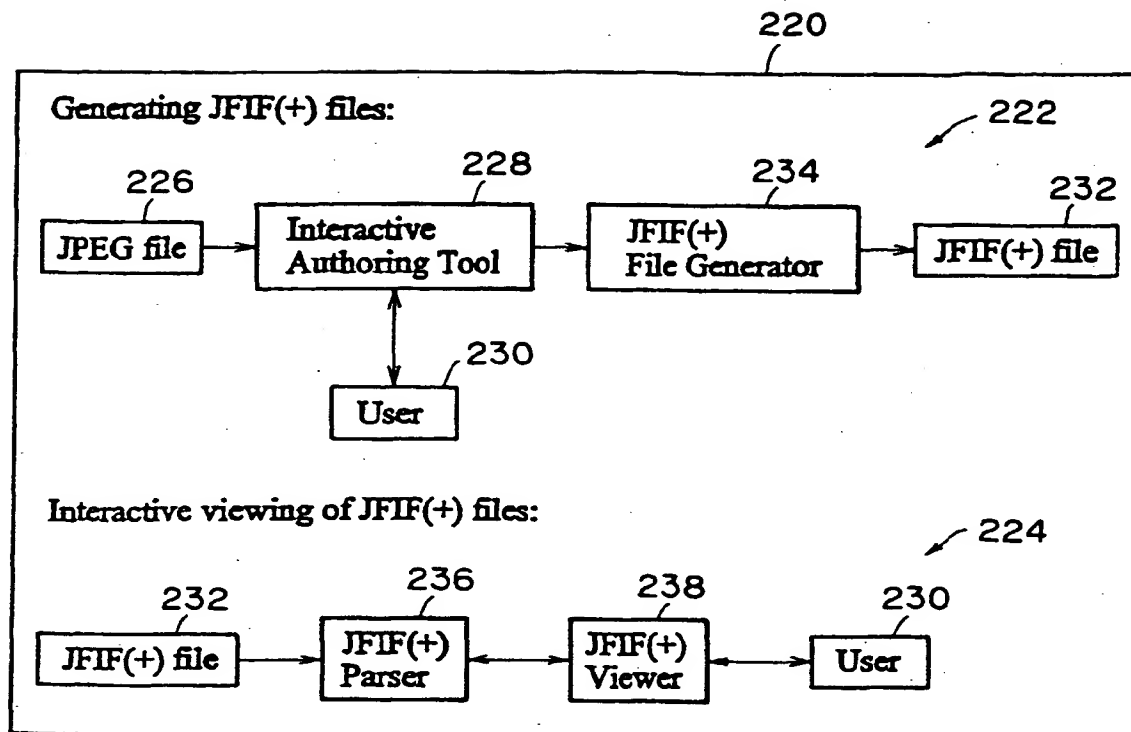 220
Generating JFIF(+) files:
222
226
228
234
232
JPEG file
Interactive
Authoring Tool
JFIF(+)
File Generator
JFIF(+) file
230
User
Interactive viewing of JFIF(+) files:
224
232
236
238
230
JFIF(+) file
JFIF(+)
Parser
JFIF(+)
Viewer
User